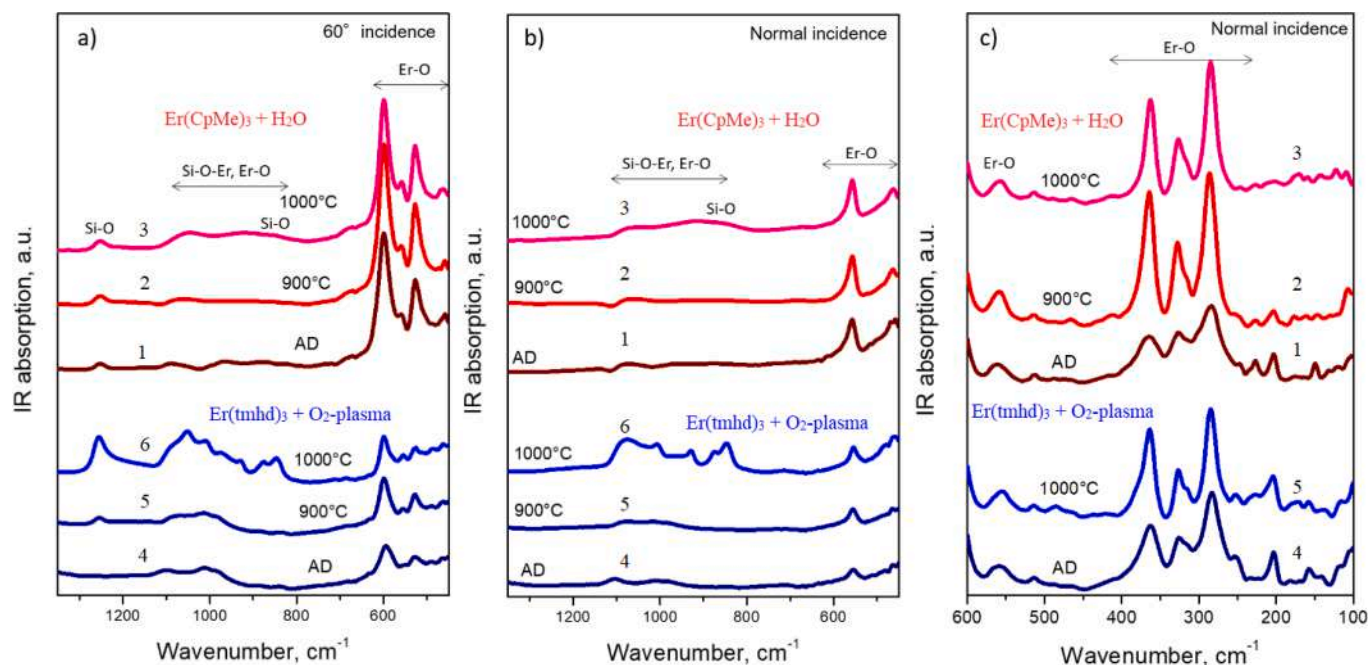 a)
60° incidence
Er-O
Er(CpMe)₃ + H₂O
Si-O-Er, Er-O
Si-O
3
Si-O
1000°C
2
900°C
1
AD
Er(tmhd)₃ + O₂-plasma
6
1000°C
5
900°C
4
AD
IR absorption, a.u.
1200 1000 800 600
Wavenumber, cm⁻¹
b)
Normal incidence
Er(CpMe)₃ + H₂O
Si-O-Er, Er-O
Er-O
3
Si-O
1000°C
2
900°C
1
AD
Er(tmhd)₃ + O₂-plasma
6
1000°C
5
900°C
4
AD
IR absorption, a.u.
1200 1000 800 600
Wavenumber, cm⁻¹
c)
Normal incidence
Er-O
Er(CpMe)₃ + H₂O
Er-O
3
1000°C
2
900°C
1
AD
Er(tmhd)₃ + O₂-plasma
1000°C
5
AD
4
IR absorption, a.u.
600 500 400 300 200 100
Wavenumber, cm⁻¹